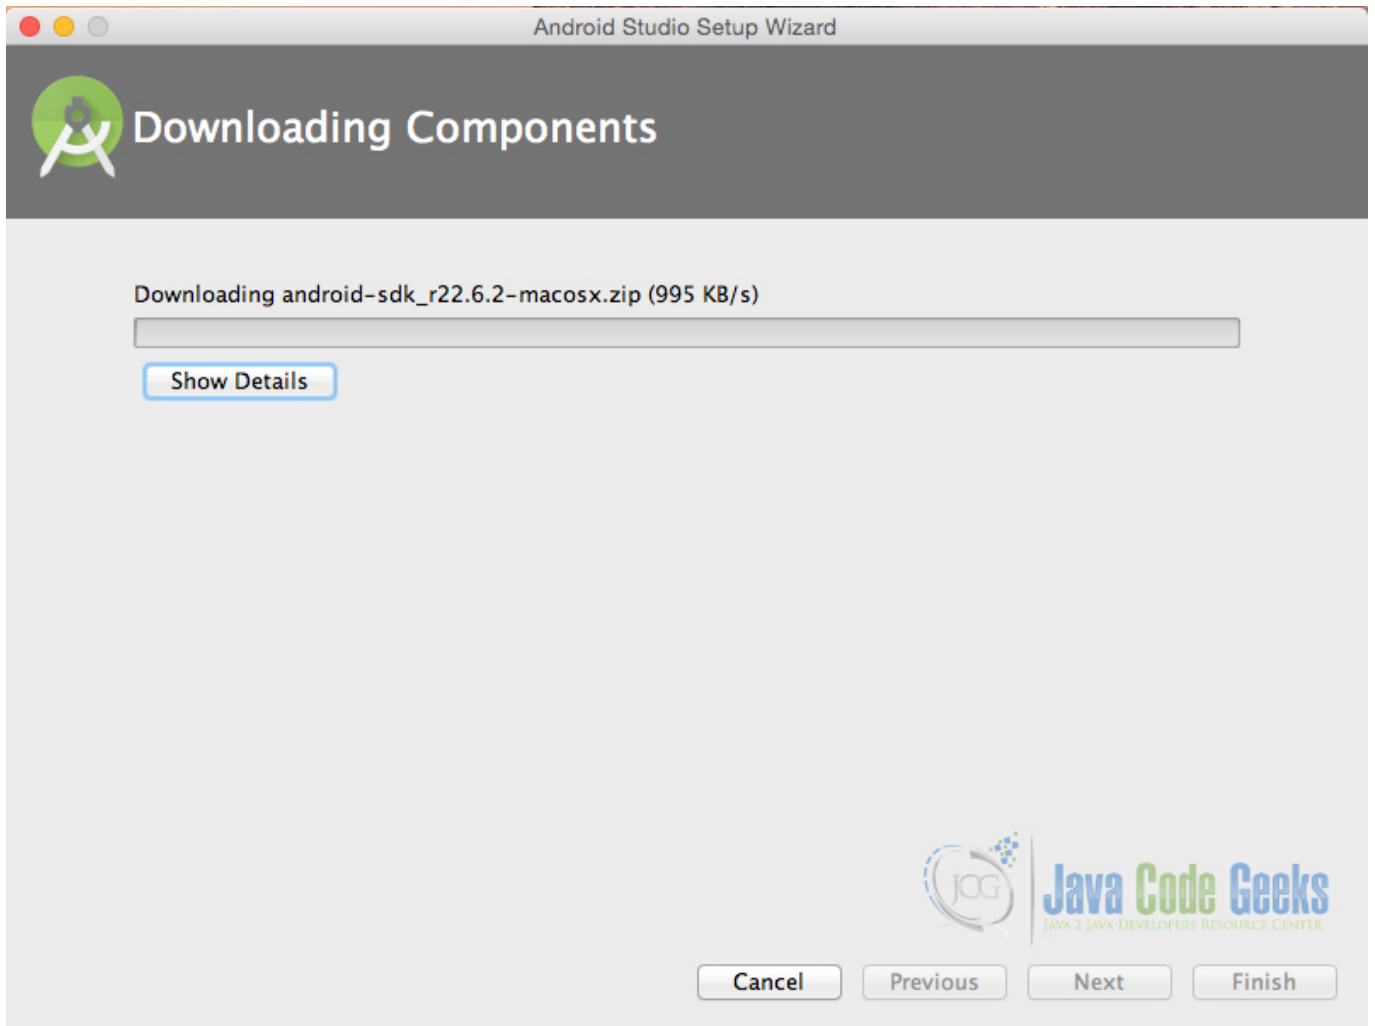 Android Studio Setup Wizard
Downloading Components
Downloading android-sdk_r22.6.2-macosx.zip (995 KB/s)
Show Details
JCG
Java Code Geeks
JAVA 2 JAVA DEVELOPERS RESOURCE CENTER
Cancel Previous Next Finish